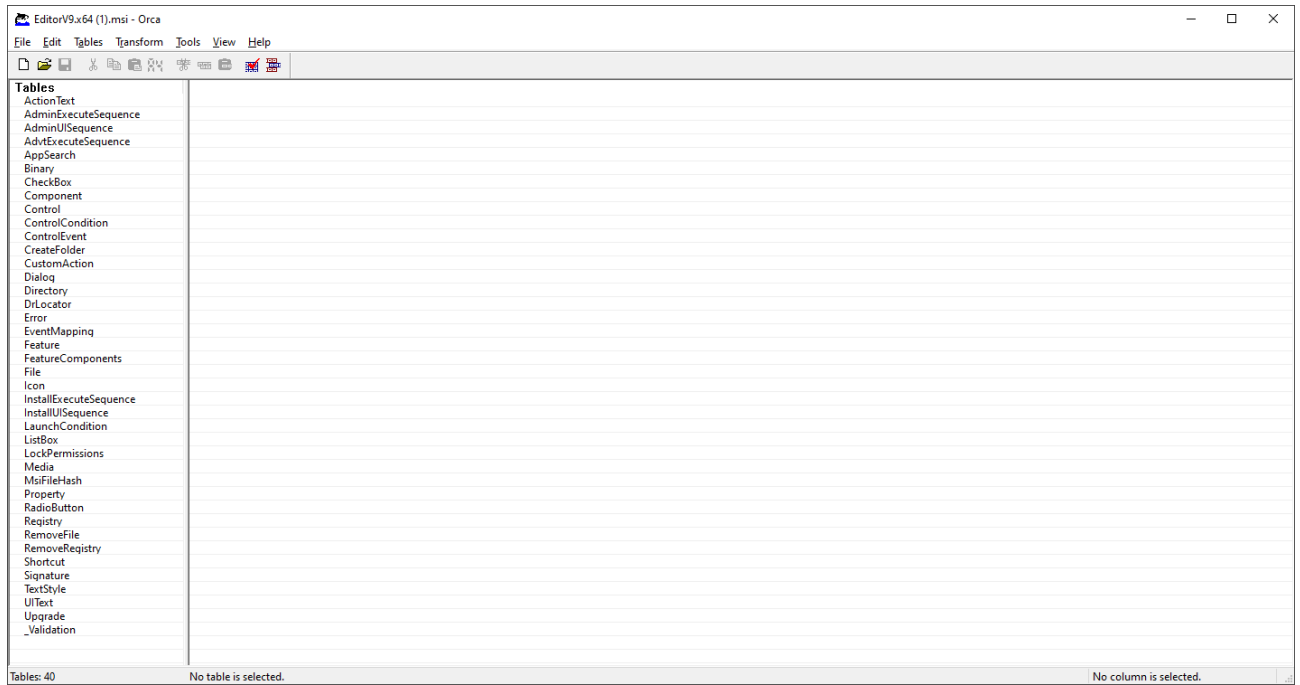 EditorV9.x64 (1).msi - Orca
File Edit Tables Transform Tools View Help
Tables
ActionText
AdminExecuteSequence
AdminUISequence
AdvtExecuteSequence
AppSearch
Binary
CheckBox
Component
Control
ControlCondition
ControlEvent
CreateFolder
CustomAction
Dialog
Directory
DrLocator
Error
EventMapping
Feature
FeatureComponents
File
Icon
InstallExecuteSequence
InstallUISequence
LaunchCondition
ListBox
LockPermissions
Media
MsiFileHash
Property
RadioButton
Registry
RemoveFile
RemoveRegistry
Shortcut
Signature
TextStyle
UIText
Upgrade
_Validation
Tables: 40 No table is selected. No column is selected.